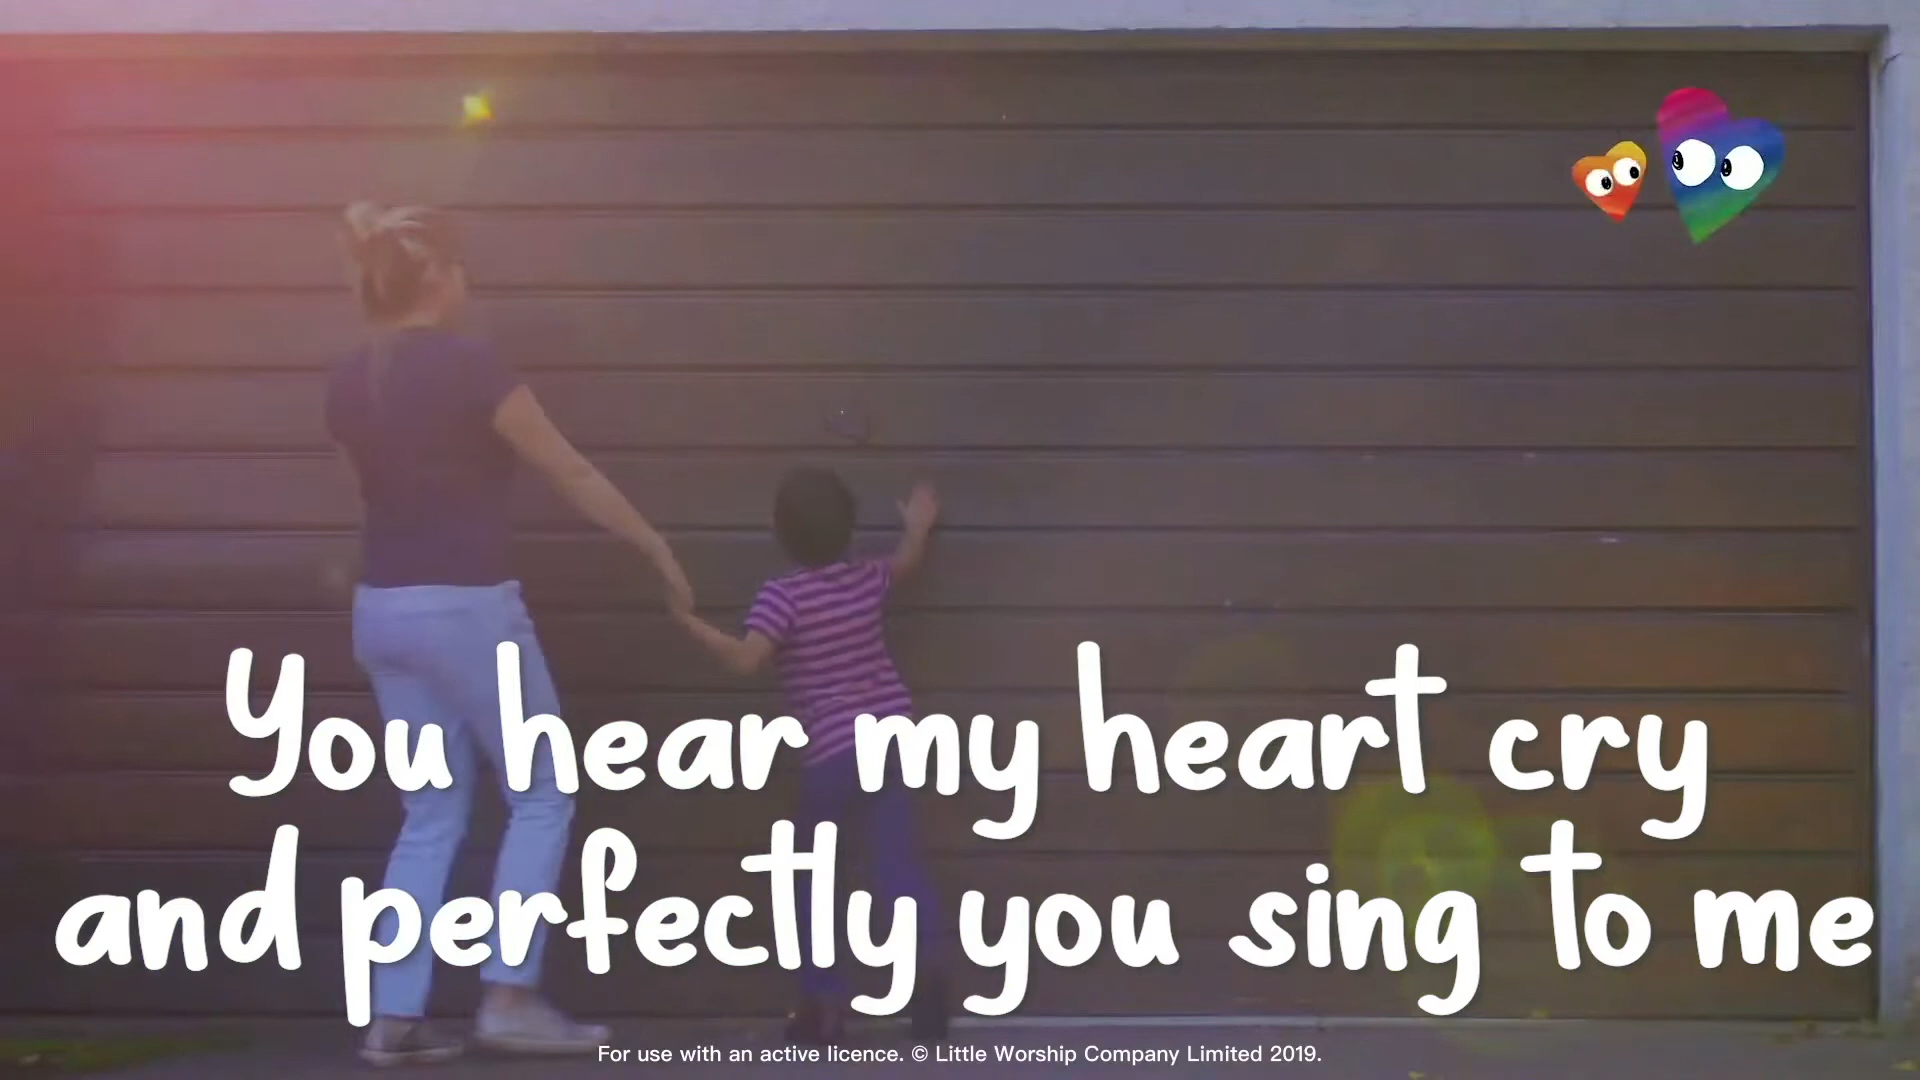 You hear my heart cry
and perfectly you sing to me
For use with an active licence. © Little Worship Company Limited 2019.